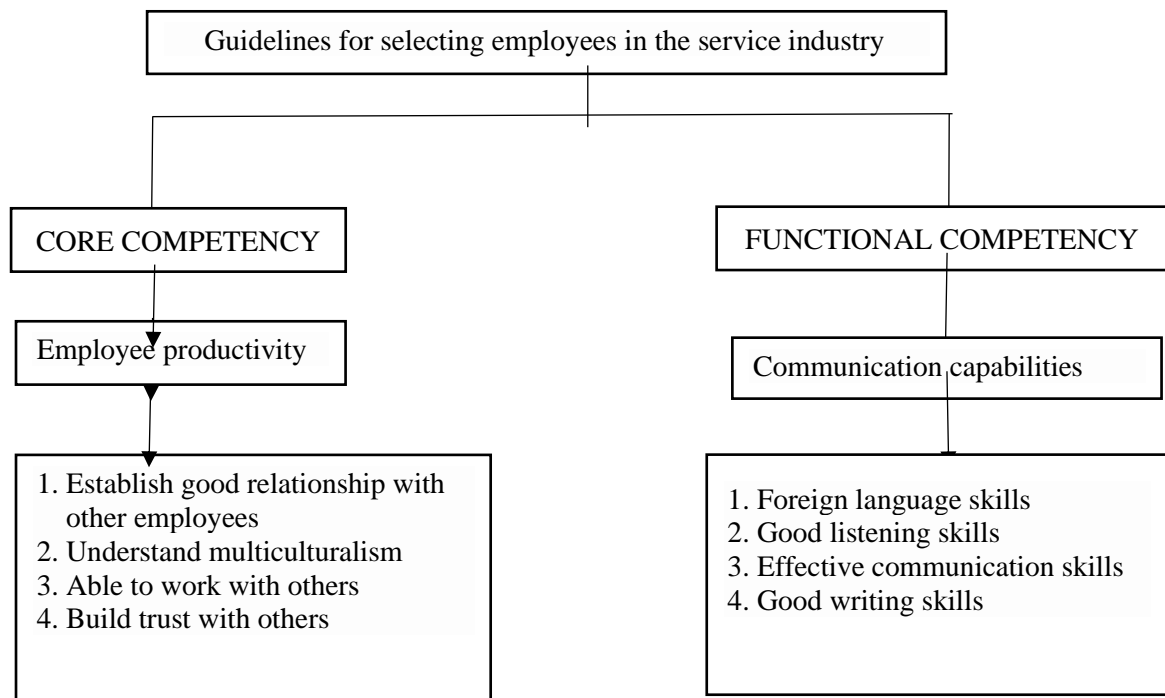 Guidelines for selecting employees in the service industry
CORE COMPETENCY
FUNCTIONAL COMPETENCY
Employee productivity
Communication capabilities
1. Establish good relationship with
other employees
2. Understand multiculturalism
3. Able to work with others
4. Build trust with others
1. Foreign language skills
2. Good listening skills
3. Effective communication skills
4. Good writing skills